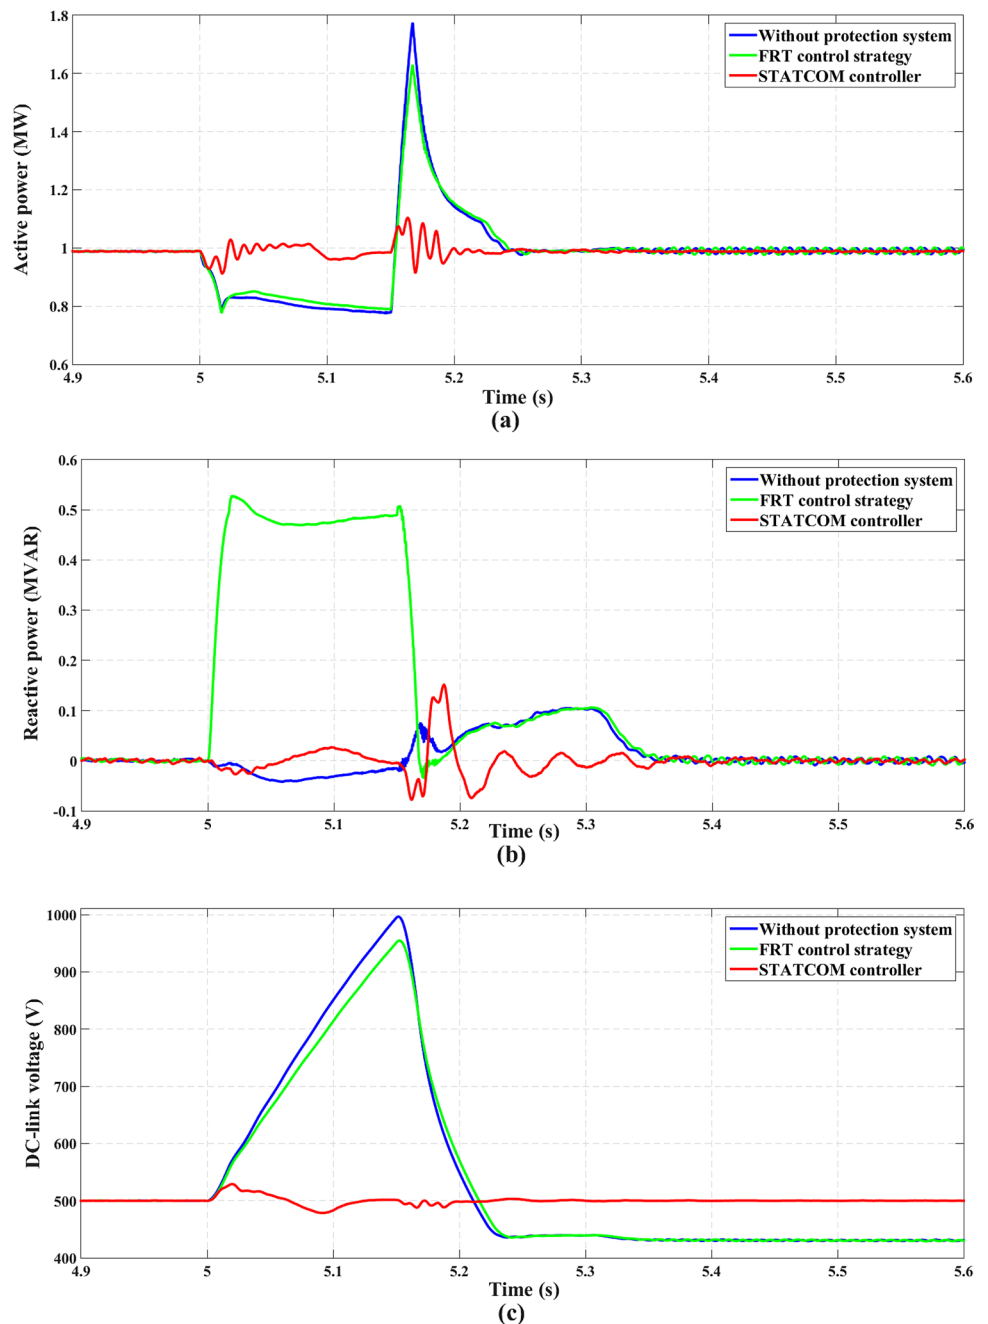 1.8
1.6
1.4
1.2
1
0.8
0.6
Active power (MW)
Without protection system
FRT control strategy
STATCOM controller
4.9 5 5.1 5.2 5.3 5.4 5.5 5.6
Time (s)
(a)
0.6
0.5
0.4
0.3
0.2
0.1
0
-0.1
Reactive power (MVAR)
Without protection system
FRT control strategy
STATCOM controller
4.9 5 5.1 5.2 5.3 5.4 5.5 5.6
Time (s)
(b)
1000
900
800
700
600
500
400
DC-link voltage (V)
Without protection system
FRT control strategy
STATCOM controller
4.9 5 5.1 5.2 5.3 5.4 5.5 5.6
Time (s)
(c)